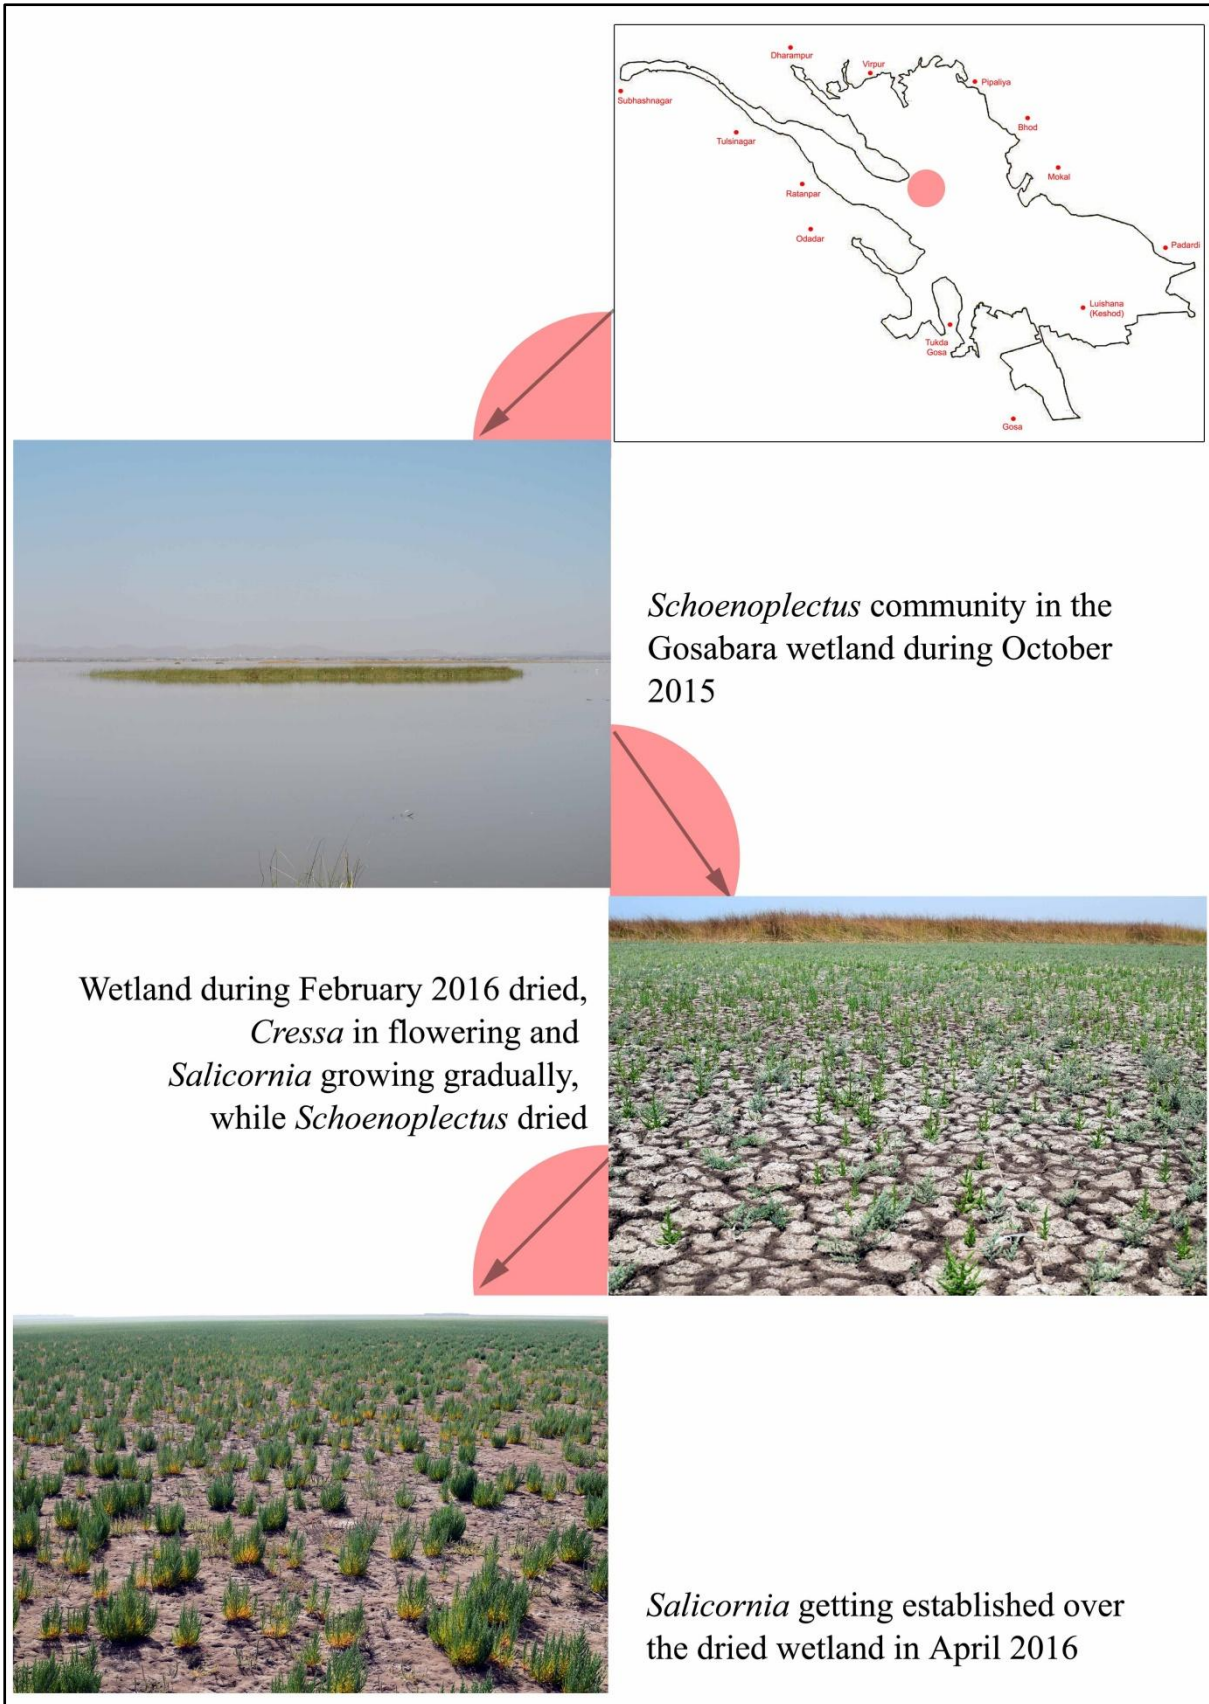 Dharampur
Virpur
Pipaliya
Subhashnagar
Bhod
Tulsinagar
Mokal
Ratanpar
Odadar
Padardi
Luishana
(Keshod)
Tukda
Gosa
Gosa
Schoenoplectus community in the
Gosabara wetland during October
2015
Wetland during February 2016 dried,
Cressa in flowering and
Salicornia growing gradually,
while Schoenoplectus dried
Salicornia getting established over
the dried wetland in April 2016